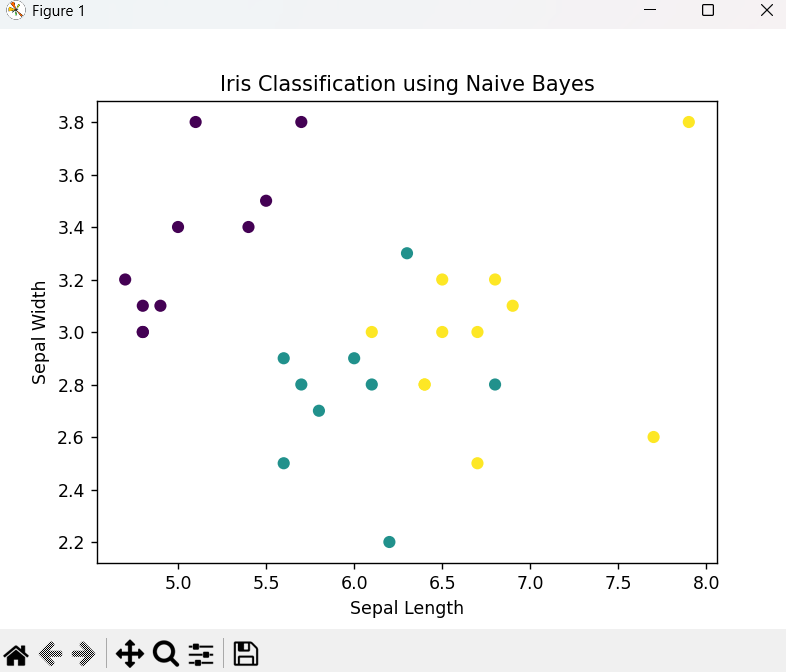 Figure 1
Iris Classification using Naive Bayes
3.8
3.6
3.4
3.2
3.0
2.8
2.6
2.4
2.2
Sepal Width
5.0 5.5 6.0 6.5 7.0 7.5 8.0
Sepal Length